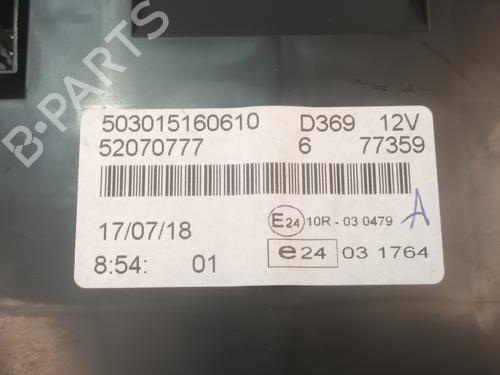 503015160610 D369 12V
52070777 6 77359
17/07/18 E24 10R - 03 0479 A
8:54: 01 e24 03 1764
B-PARTS